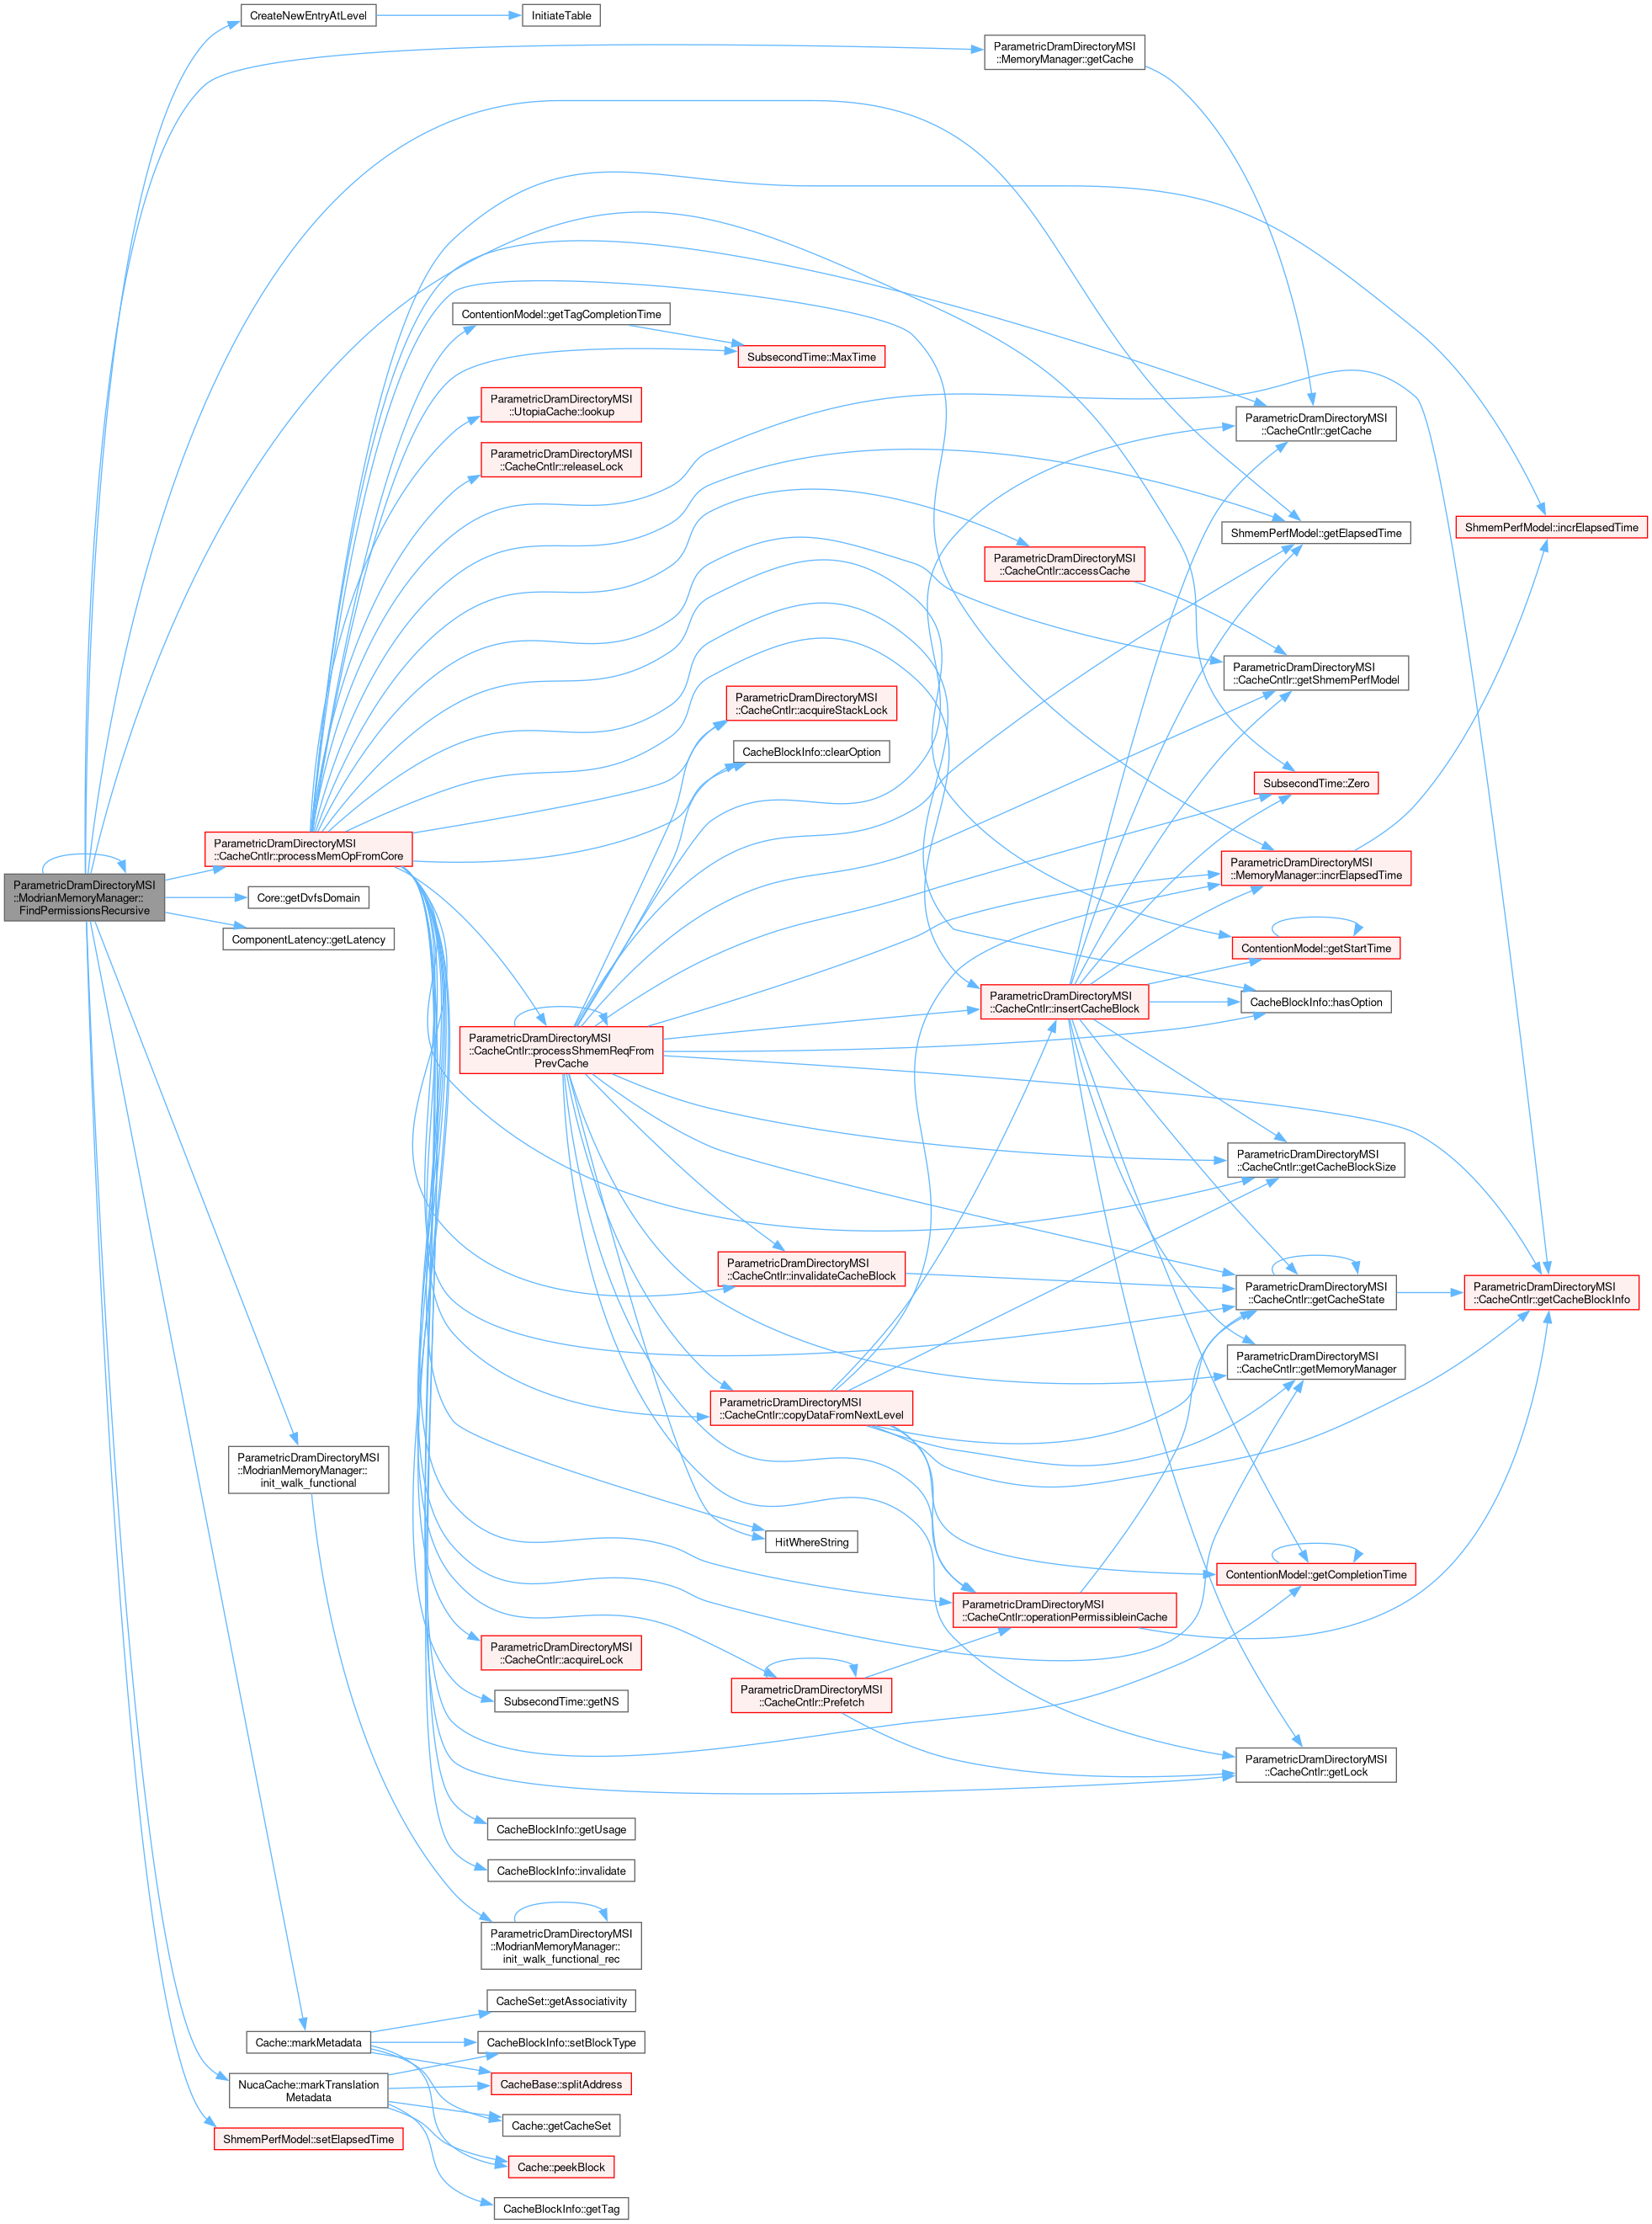 CreateNewEntryAtLevel
InitiateTable
ParametricDramDirectoryMSI
::MemoryManager::getCache
ContentionModel::getTagCompletionTime
SubsecondTime::MaxTime
ParametricDramDirectoryMSI
::UtopiaCache::lookup
ParametricDramDirectoryMSI
::CacheCntlr::getCache
ParametricDramDirectoryMSI
::CacheCntlr::releaseLock
ShmemPerfModel::getElapsedTime
ShmemPerfModel::incrElapsedTime
ParametricDramDirectoryMSI
::CacheCntlr::accessCache
ParametricDramDirectoryMSI
::CacheCntlr::getShmemPerfModel
ParametricDramDirectoryMSI
::CacheCntlr::acquireStackLock
CacheBlockInfo::clearOption
SubsecondTime::Zero
ParametricDramDirectoryMSI
::CacheCntlr::processMemOpFromCore
ParametricDramDirectoryMSI
::MemoryManager::incrElapsedTime
ParametricDramDirectoryMSI
::ModrianMemoryManager::
FindPermissionsRecursive
Core::getDvfsDomain
ComponentLatency::getLatency
ContentionModel::getStartTime
ParametricDramDirectoryMSI
::CacheCntlr::insertCacheBlock
CacheBlockInfo::hasOption
ParametricDramDirectoryMSI
::CacheCntlr::processShmemReqFrom
PrevCache
ParametricDramDirectoryMSI
::CacheCntlr::getCacheBlockSize
ParametricDramDirectoryMSI
::CacheCntlr::invalidateCacheBlock
ParametricDramDirectoryMSI
::CacheCntlr::getCacheState
ParametricDramDirectoryMSI
::CacheCntlr::getCacheBlockInfo
ParametricDramDirectoryMSI
::CacheCntlr::getMemoryManager
ParametricDramDirectoryMSI
::CacheCntlr::copyDataFromNextLevel
ParametricDramDirectoryMSI
::ModrianMemoryManager::
init_walk_functional
HitWhereString
ContentionModel::getCompletionTime
ParametricDramDirectoryMSI
::CacheCntlr::operationPermissibleinCache
ParametricDramDirectoryMSI
::CacheCntlr::acquireLock
ParametricDramDirectoryMSI
::CacheCntlr::Prefetch
SubsecondTime::getNS
ParametricDramDirectoryMSI
::CacheCntlr::getLock
CacheBlockInfo::getUsage
CacheBlockInfo::invalidate
ParametricDramDirectoryMSI
::ModrianMemoryManager::
init_walk_functional_rec
CacheSet::getAssociativity
Cache::markMetadata
CacheBlockInfo::setBlockType
NucaCache::markTranslation
Metadata
CacheBase::splitAddress
Cache::getCacheSet
ShmemPerfModel::setElapsedTime
Cache::peekBlock
CacheBlockInfo::getTag